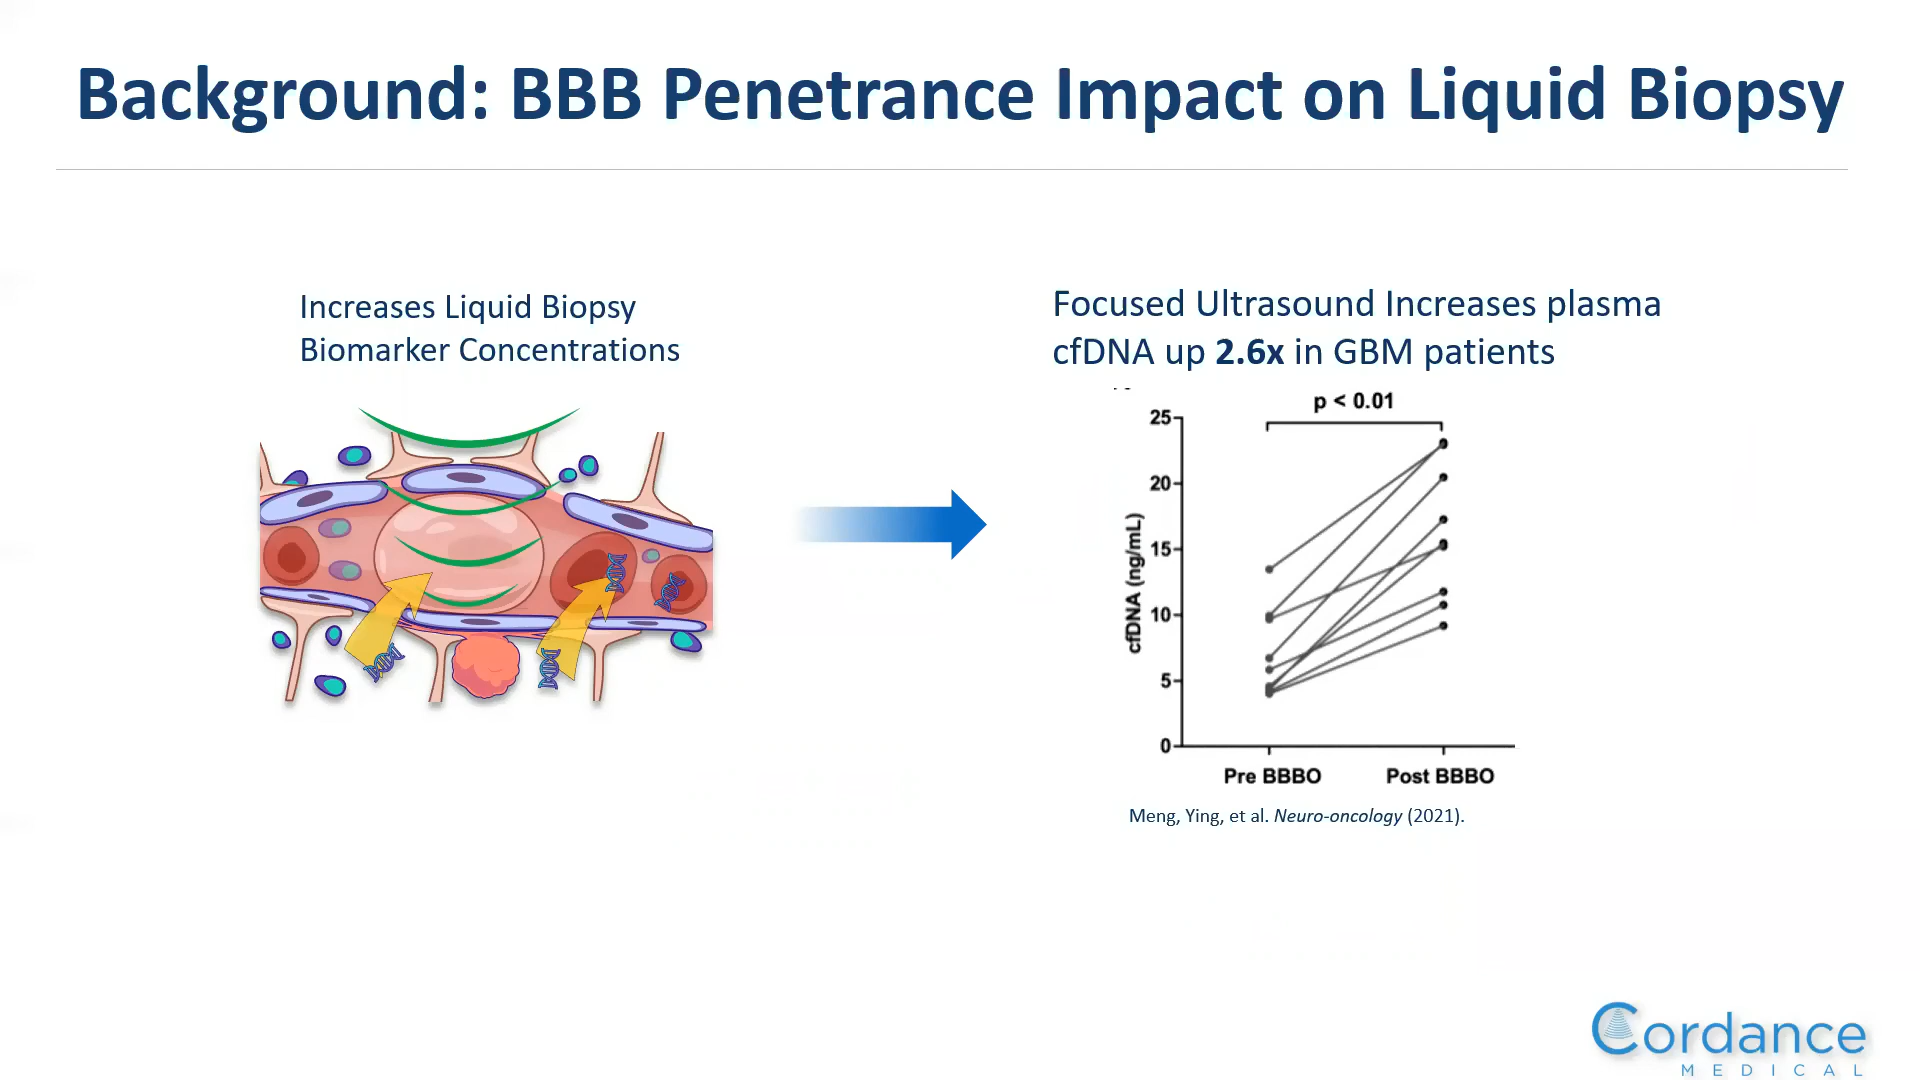 Background: BBB Penetrance Impact on Liquid Biopsy
Increases Liquid Biopsy
Biomarker Concentrations
Focused Ultrasound Increases plasma
cfDNA up 2.6x in GBM patients
p < 0.01
25
20
15
10
5
0
cfDNA (ng/mL)
Pre BBBO
Post BBBO
Meng, Ying, et al. Neuro-oncology (2021).
Cordance
MEDICAL